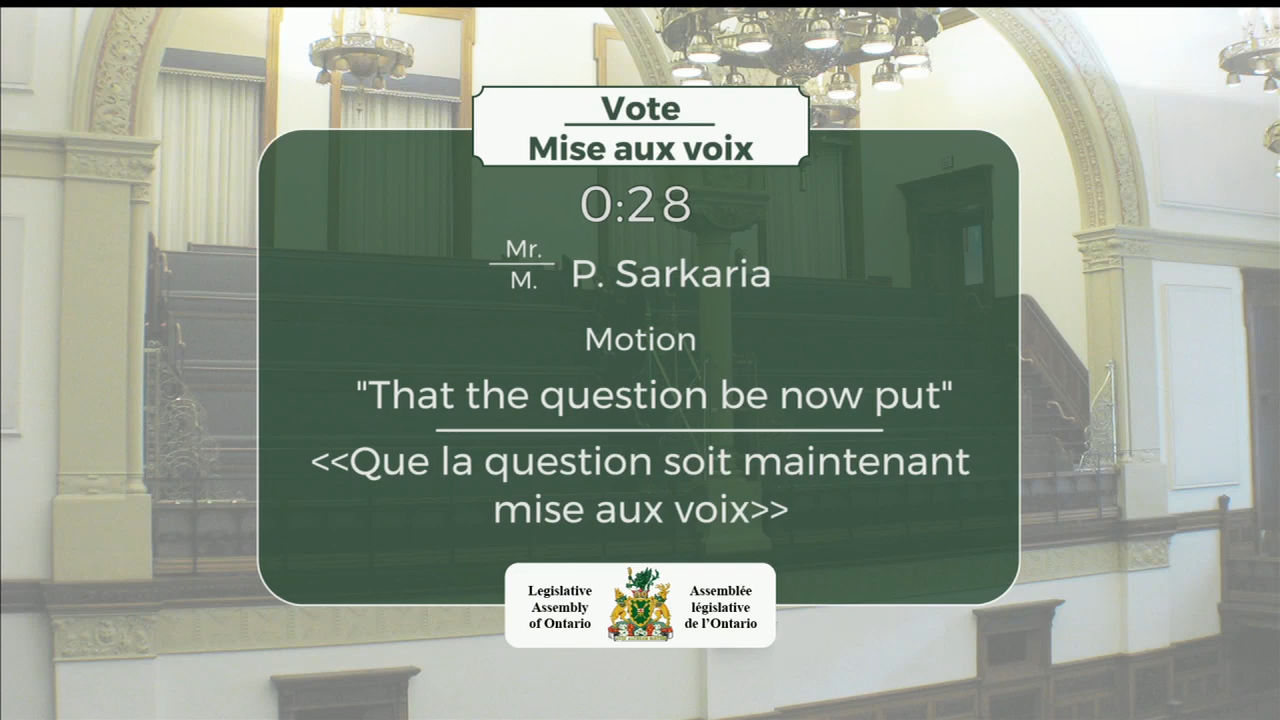 Vote
Mise aux voix
0:28
Mr.
M.
P. Sarkaria
Motion
"That the question be now put"
<<Que la question soit maintenant
mise aux voix>>
Legislative
Assembly
of Ontario
Assemblée
législative
de l'Ontario